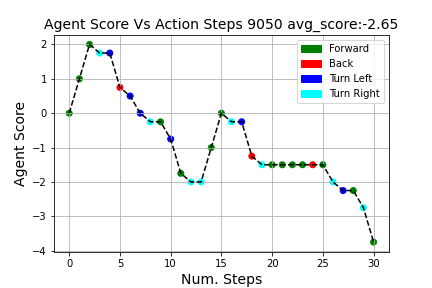 Agent Score Vs Action Steps 9050 avg_score:-2.65
Forward
Back
Turn Left
Turn Right
Agent Score
2
1
0
−1
−2
−3
−4
0 5 10 15 20 25 30
Num. Steps